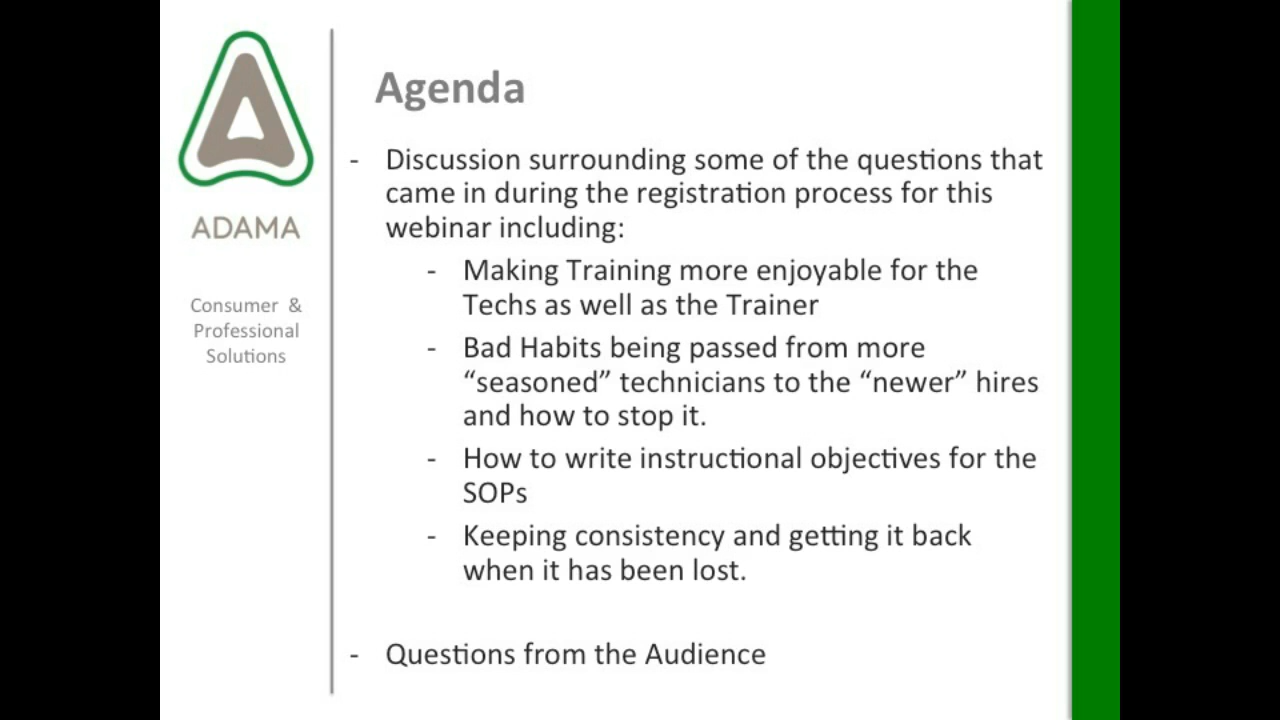 ADAMA
Consumer &
Professional
Solutions
Agenda
- Discussion surrounding some of the questions that
came in during the registration process for this
webinar including:
- Making Training more enjoyable for the
Techs as well as the Trainer
- Bad Habits being passed from more
“seasoned” technicians to the “newer” hires
and how to stop it.
- How to write instructional objectives for the
SOPs
- Keeping consistency and getting it back
when it has been lost.
- Questions from the Audience